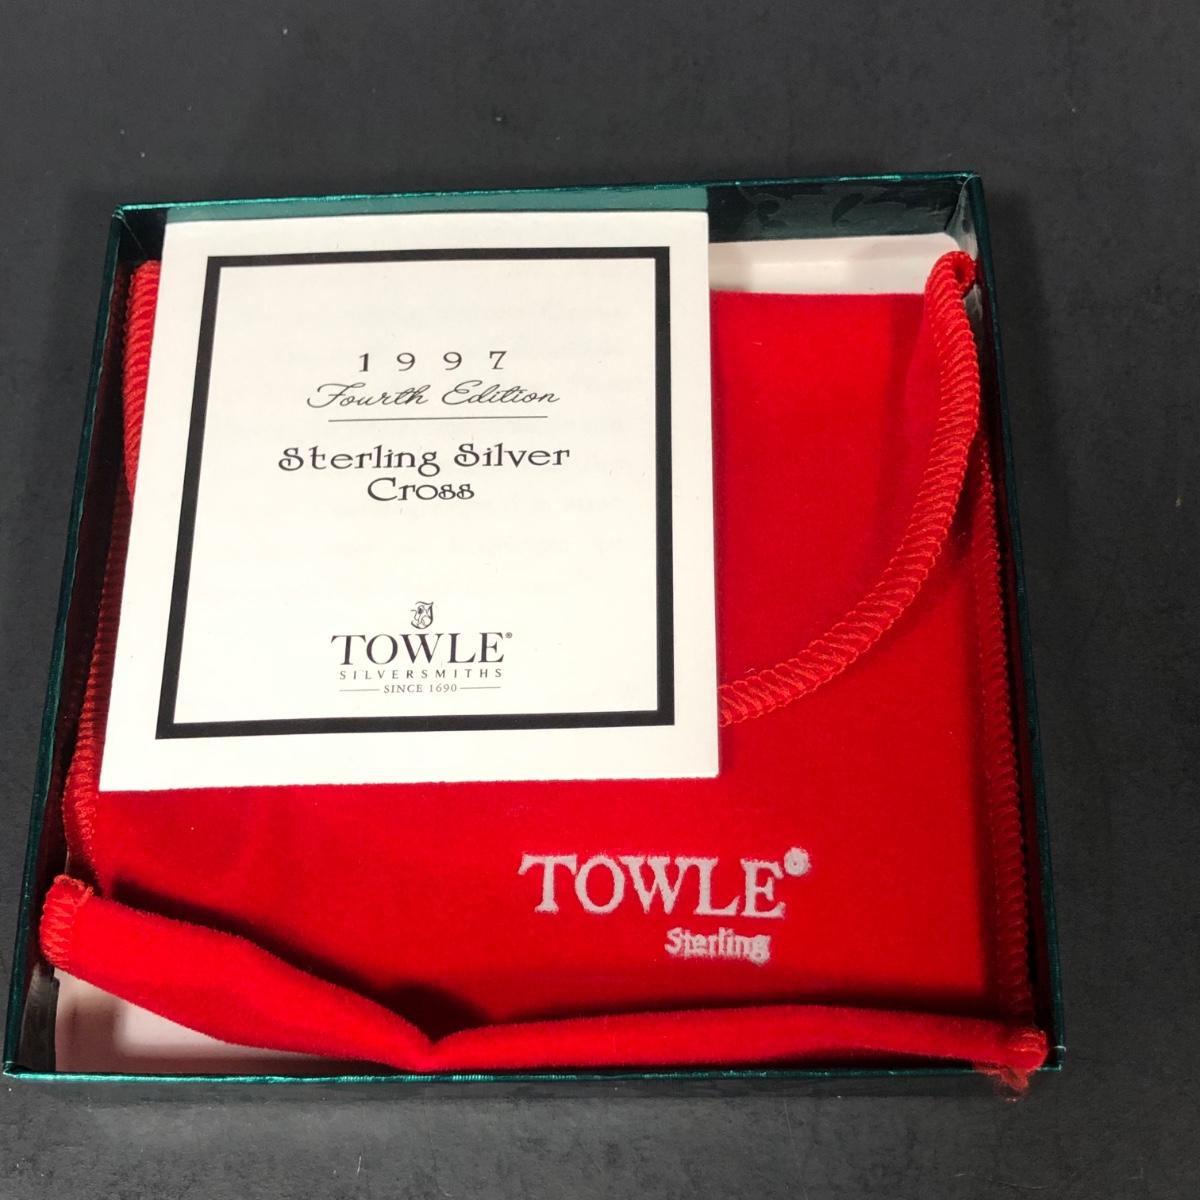 1997
Fourth Edition
Sterling Silver
Cross
TOWLE®
SILVERSMITHS
SINCE 1690
TOWLE®
Sterling